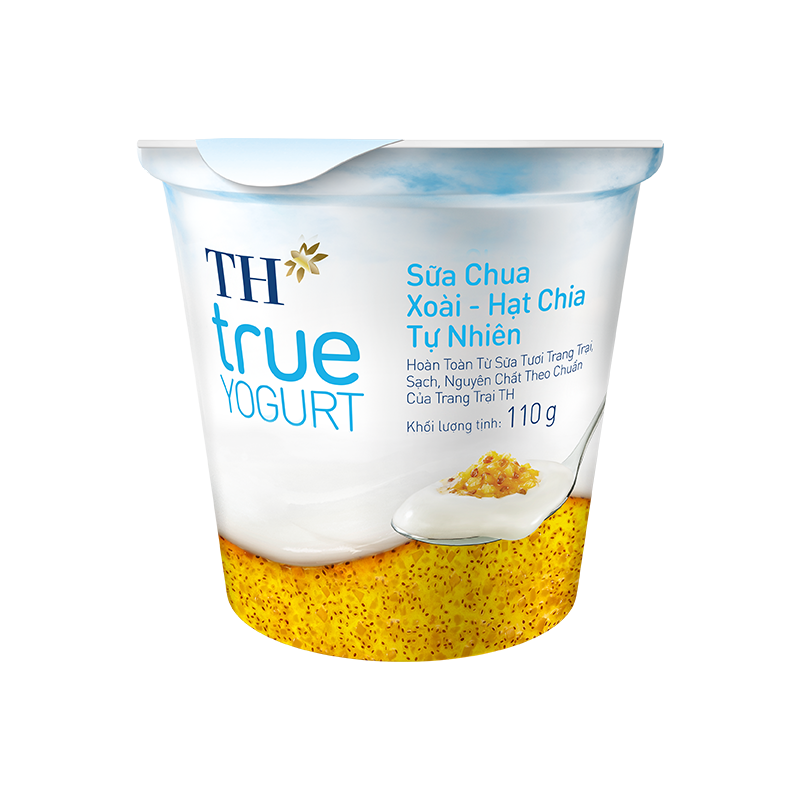 TH
true
YOGURT
Sữa Chua
Xoài - Hạt Chia
Tự Nhiên
Hoàn Toàn Từ Sữa Tươi Trang Trại,
Sạch, Nguyên Chất Theo Chuẩn
Của Trang Trại TH
Khối lượng tịnh: 110 g